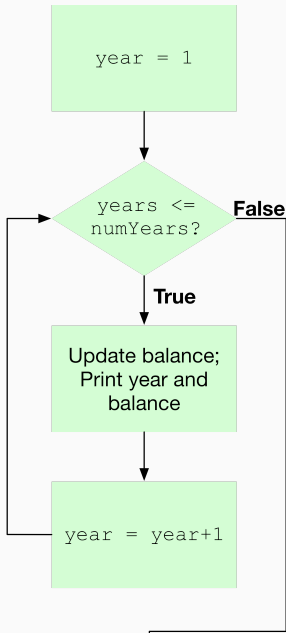 year = 1
years <=
numYears?
False
True
Update balance;
Print year and
balance
year = year+1